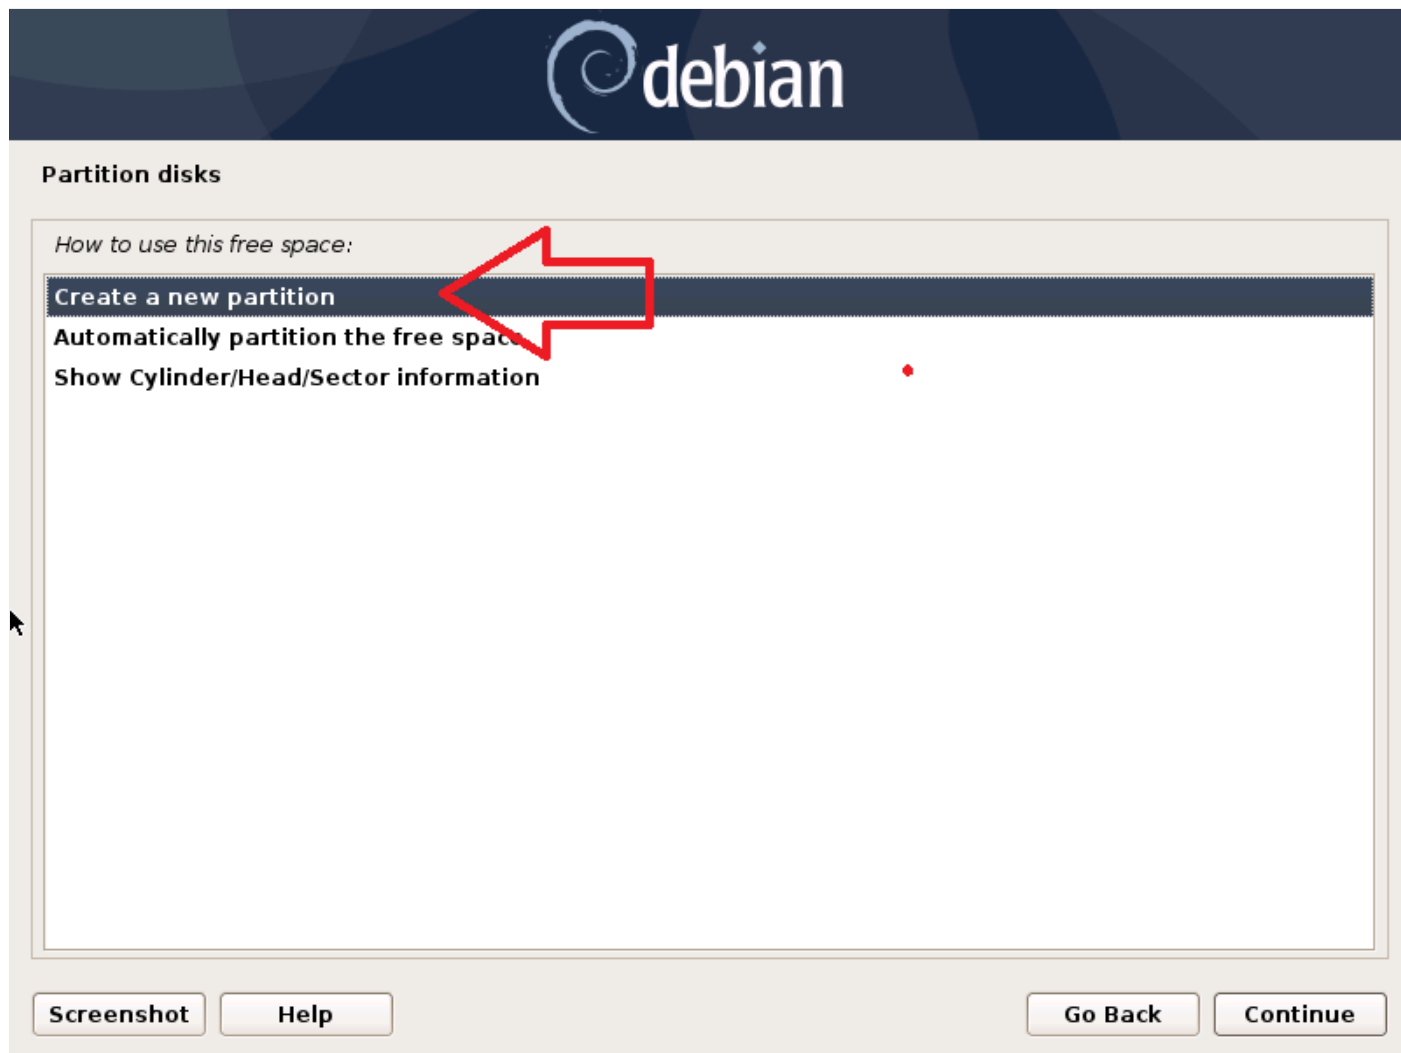 debian
Partition disks
How to use this free space:
Create a new partition
Automatically partition the free space
Show Cylinder/Head/Sector information
Screenshot
Help
Go Back
Continue